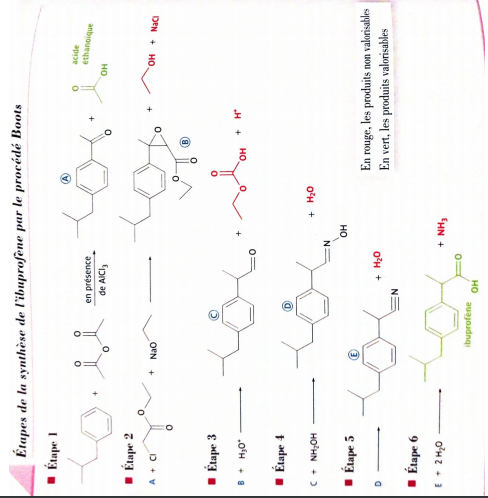 Étapes de la synthèse de l'ibuprofène par le procédé Boots
Étape 1
+
en présence
de AlCl3
A
+
acide
éthanoïque
O
OH
Étape 2
A + Cl
+ NaO
B
+
OH
+ NaCl
Étape 3
B + H3O+
C
+
OH
+ H+
Étape 4
C + NH2OH
D
N
OH
+ H2O
Étape 5
D
E
N
+ H2O
En rouge, les produits non valorisables
En vert, les produits valorisables
Étape 6
E + 2 H2O
O
OH
ibuprofène
+ NH3